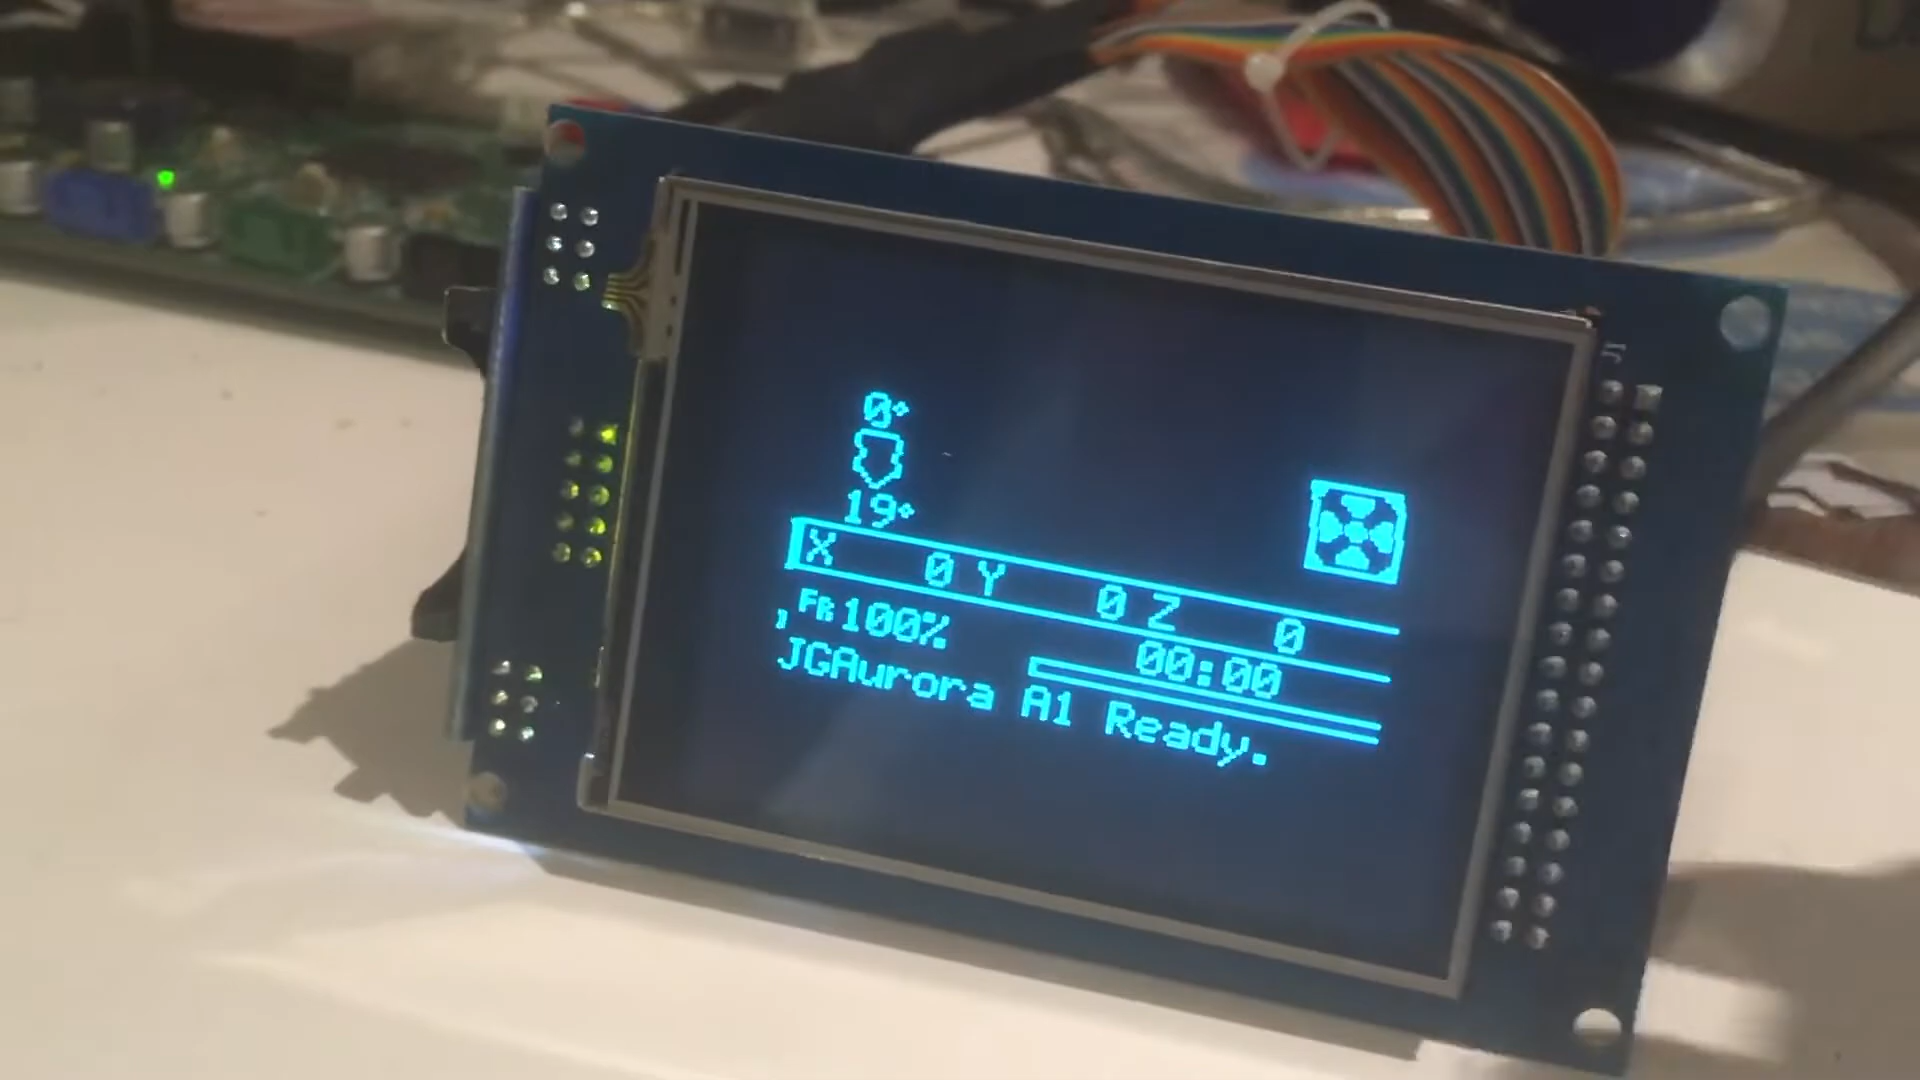 0°
19°
X 0 Y 0 Z 0
FR 100% 00:00
JGAurora A1 Ready.